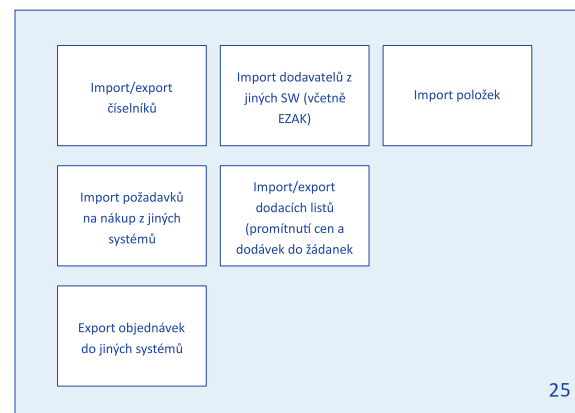 Import/export
číselníků
Import dodavatelů z
jiných SW (včetně
EZAK)
Import položek
Import požadavků
na nákup z jiných
systémů
Import/export
dodacích listů
(promítnutí cen a
dodávek do žádanek
Export objednávek
do jiných systémů
25